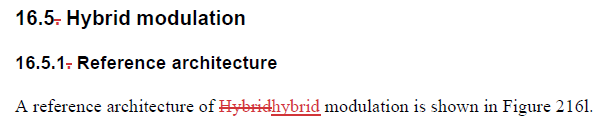 16.5. Hybrid modulation
16.5.1. Reference architecture
A reference architecture of Hybridhybrid modulation is shown in Figure 216l.